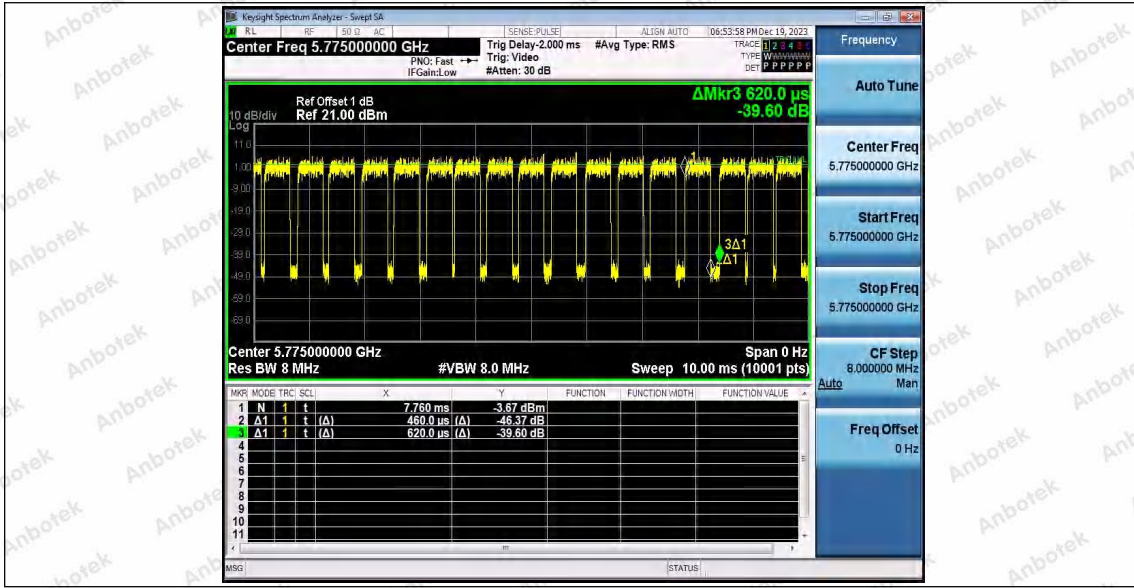 Keysight Spectrum Analyzer - Swept SA
RL RF 50 Ω AC SENSE:PULSE ALIGN AUTO 06:53:58 PM Dec 19, 2023
Center Freq 5.775000000 GHz
PNO: Fast
IFGain:Low
Trig Delay-2.000 ms
Trig: Video
#Atten: 30 dB
#Avg Type: RMS
TRACE 1 2 3 4 5 6
TYPE W
DET P P P P P P
Frequency
Auto Tune
Center Freq
5.775000000 GHz
Start Freq
5.775000000 GHz
Stop Freq
5.775000000 GHz
CF Step
8.000000 MHz
Auto Man
Freq Offset
0 Hz
ΔMkr3 620.0 µs
-39.60 dB
Ref Offset 1 dB
10 dB/div Ref 21.00 dBm
Log
11.0
1.00
-9.00
-19.0
-29.0
-39.0
-49.0
-59.0
-69.0
1
3Δ1
Δ1
Center 5.775000000 GHz Span 0 Hz
Res BW 8 MHz #VBW 8.0 MHz Sweep 10.00 ms (10001 pts)
MKR MODE TRC SCL X Y FUNCTION FUNCTION WIDTH FUNCTION VALUE
1 N 1 t 7.760 ms -3.67 dBm
2 Δ1 1 t (Δ) 460.0 µs (Δ) -46.37 dB
3 Δ1 1 t (Δ) 620.0 µs (Δ) -39.60 dB
4
5
6
7
8
9
10
11
MSG STATUS
Anbotek